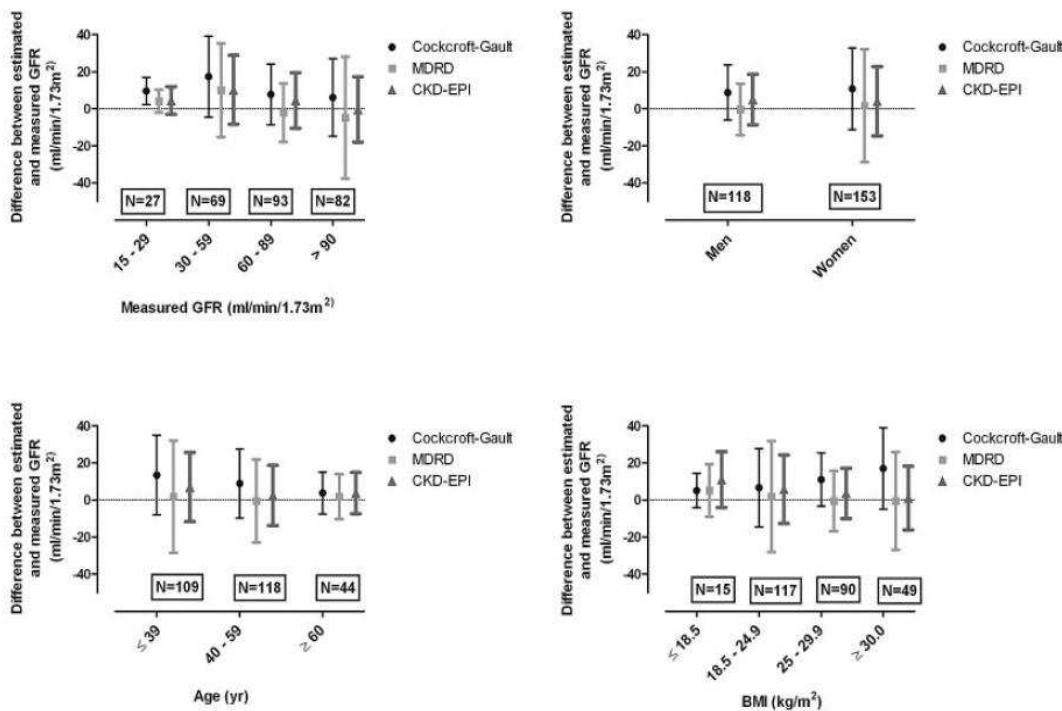 Difference between estimated
and measured GFR
(ml/min/1.73m²)
40
20
0
-20
-40
Cockcroft-Gault
MDRD
CKD-EPI
N=27
N=69
N=93
N=82
15 - 29
30 - 59
60 - 89
> 90
Measured GFR (ml/min/1.73m²)
Difference between estimated
and measured GFR
(ml/min/1.73m²)
40
20
0
-20
-40
Cockcroft-Gault
MDRD
CKD-EPI
N=118
N=153
Men
Women
Difference between estimated
and measured GFR
(ml/min/1.73m²)
40
20
0
-20
-40
Cockcroft-Gault
MDRD
CKD-EPI
N=109
N=118
N=44
≤ 39
40 - 59
≥ 60
Age (yr)
Difference between estimated
and measured GFR
(ml/min/1.73m²)
40
20
0
-20
-40
Cockcroft-Gault
MDRD
CKD-EPI
N=15
N=117
N=90
N=49
≤ 18.5
18.5 - 24.9
25 - 29.9
≥ 30.0
BMI (kg/m²)